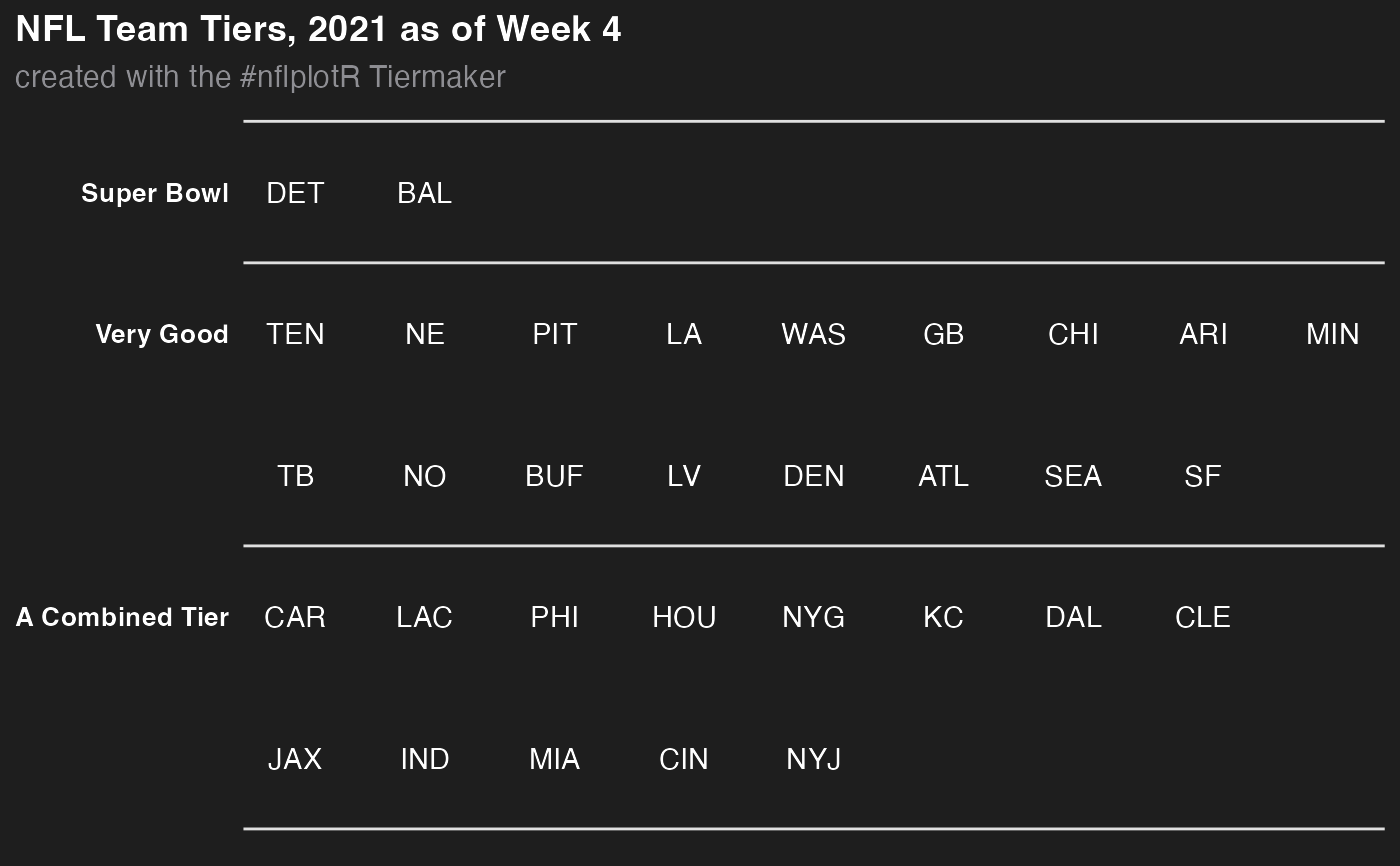 NFL Team Tiers, 2021 as of Week 4
created with the #nflplotR Tiermaker
Super Bowl DET BAL
Very Good TEN NE PIT LA WAS GB CHI ARI MIN
TB NO BUF LV DEN ATL SEA SF
A Combined Tier CAR LAC PHI HOU NYG KC DAL CLE
JAX IND MIA CIN NYJ